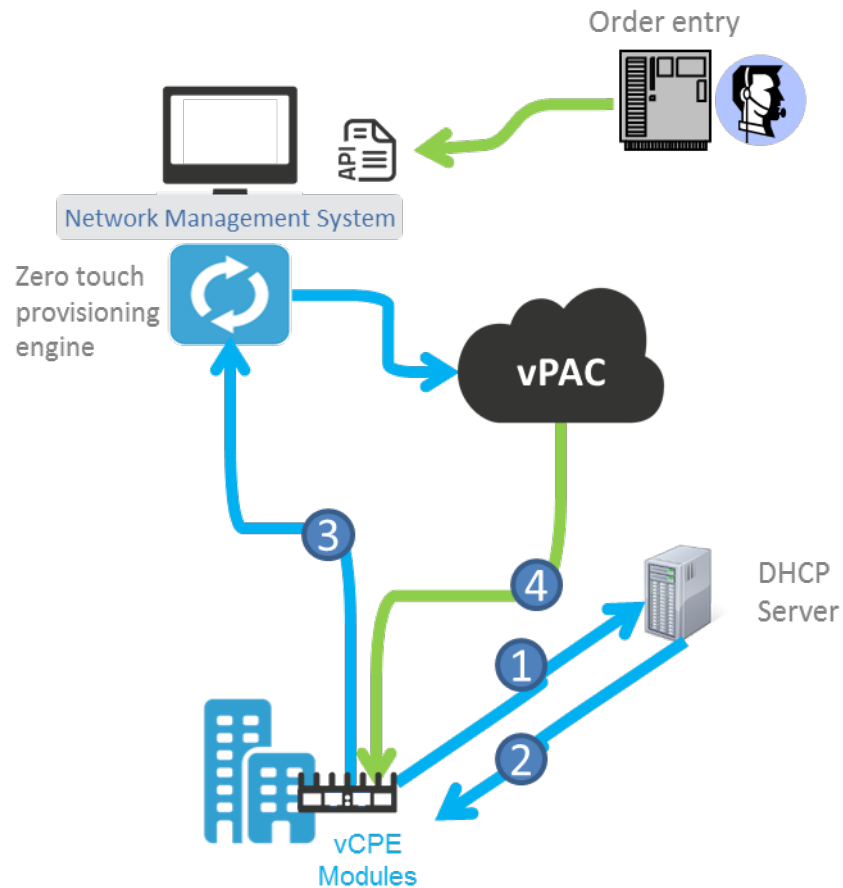 Order entry
API
Network Management System
Zero touch
provisioning
engine
vPAC
3
4
DHCP
Server
1
2
vCPE
Modules